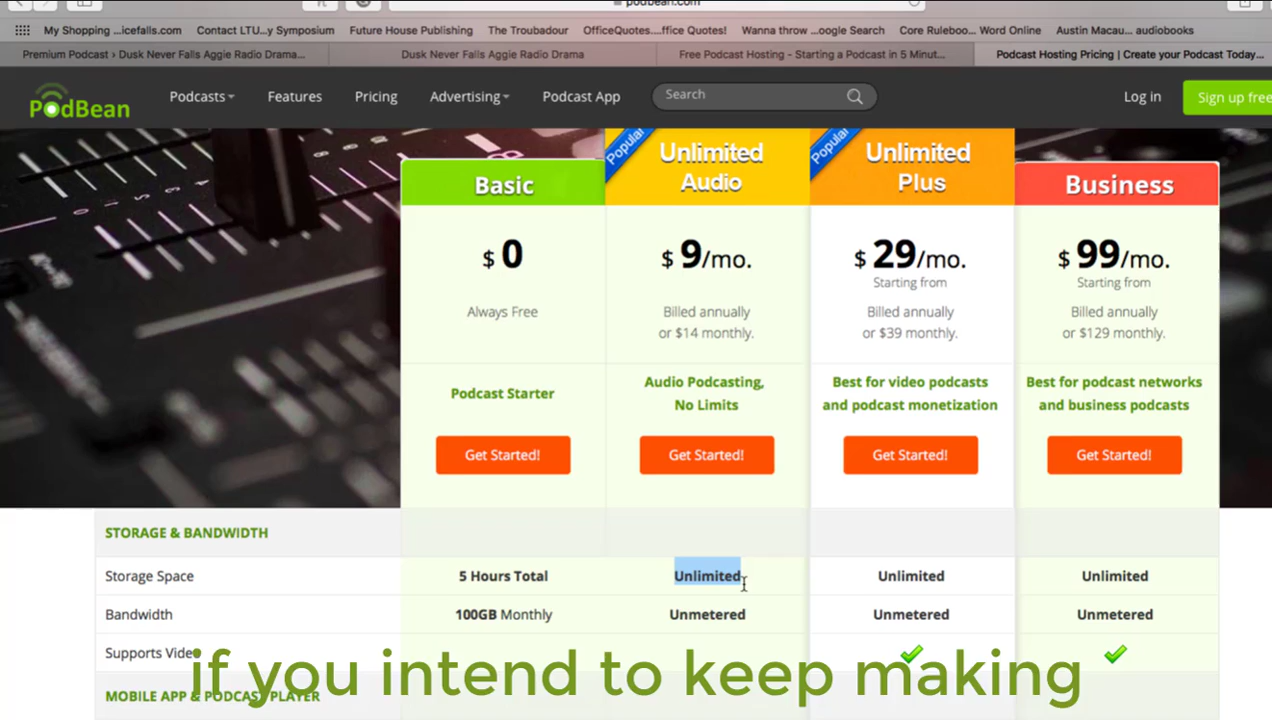 podbean.com
My Shopping ...icefalls.com Contact LTU...y Symposium Future House Publishing The Troubadour OfficeQuotes....ffice Quotes! Wanna throw ...oogle Search Core Ruleboo... Word Online Austin Macau... audiobooks
Premium Podcast › Dusk Never Falls Aggie Radio Drama... Dusk Never Falls Aggie Radio Drama Free Podcast Hosting - Starting a Podcast in 5 Minut... Podcast Hosting Pricing | Create your Podcast Today...
PodBean Podcasts Features Pricing Advertising Podcast App Search Log in Sign up free
Popular Popular
Basic Unlimited Audio Unlimited Plus Business
$ 0 $ 9/mo. $ 29/mo. $ 99/mo.
Starting from Starting from
Always Free Billed annually Billed annually Billed annually
or $14 monthly. or $39 monthly. or $129 monthly.
Podcast Starter Audio Podcasting, No Limits Best for video podcasts and podcast monetization Best for podcast networks and business podcasts
Get Started! Get Started! Get Started! Get Started!
STORAGE & BANDWIDTH
Storage Space 5 Hours Total Unlimited Unlimited Unlimited
Bandwidth 100GB Monthly Unmetered Unmetered Unmetered
Supports Video
if you intend to keep making
MOBILE APP & PODCAST PLAYER